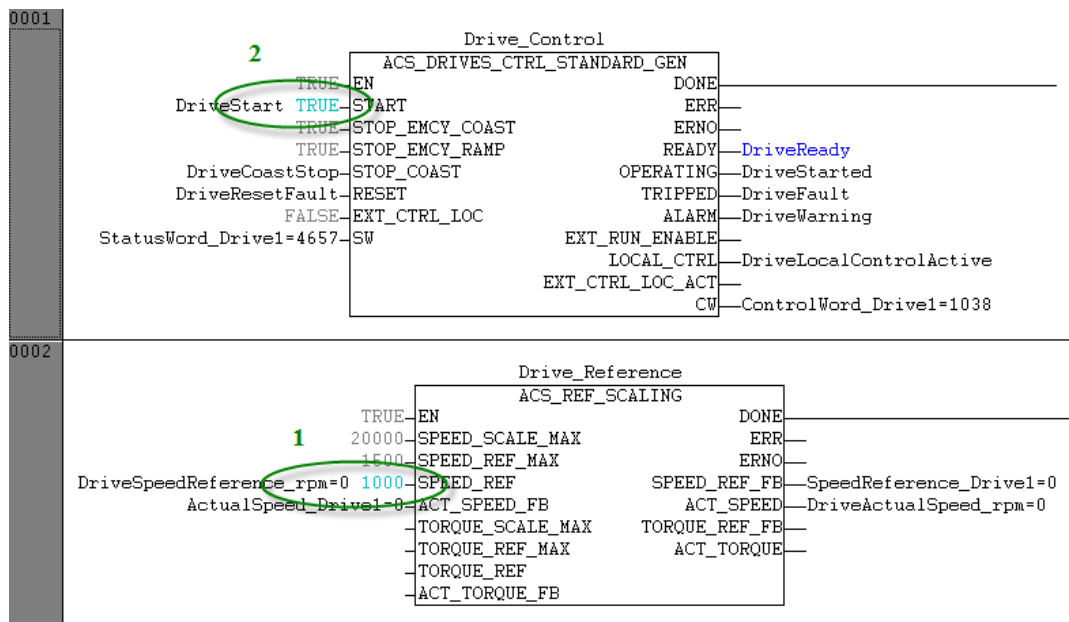 0001
2
Drive_Control
ACS_DRIVES_CTRL_STANDARD_GEN
TRUE EN DONE
DriveStart TRUE START ERR
TRUE STOP_EMCY_COAST ERNO
TRUE STOP_EMCY_RAMP READY DriveReady
DriveCoastStop STOP_COAST OPERATING DriveStarted
DriveResetFault RESET TRIPPED DriveFault
FALSE EXT_CTRL_LOC ALARM DriveWarning
StatusWord_Drive1=4657 SW EXT_RUN_ENABLE
LOCAL_CTRL DriveLocalControlActive
EXT_CTRL_LOC_ACT
CW ControlWord_Drive1=1038
0002
Drive_Reference
ACS_REF_SCALING
TRUE EN DONE
1 20000 SPEED_SCALE_MAX ERR
1500 SPEED_REF_MAX ERNO
DriveSpeedReference_rpm=0 1000 SPEED_REF SPEED_REF_FB SpeedReference_Drive1=0
ActualSpeed_Drive1=0 ACT_SPEED_FB ACT_SPEED DriveActualSpeed_rpm=0
TORQUE_SCALE_MAX TORQUE_REF_FB
TORQUE_REF_MAX ACT_TORQUE
TORQUE_REF
ACT_TORQUE_FB